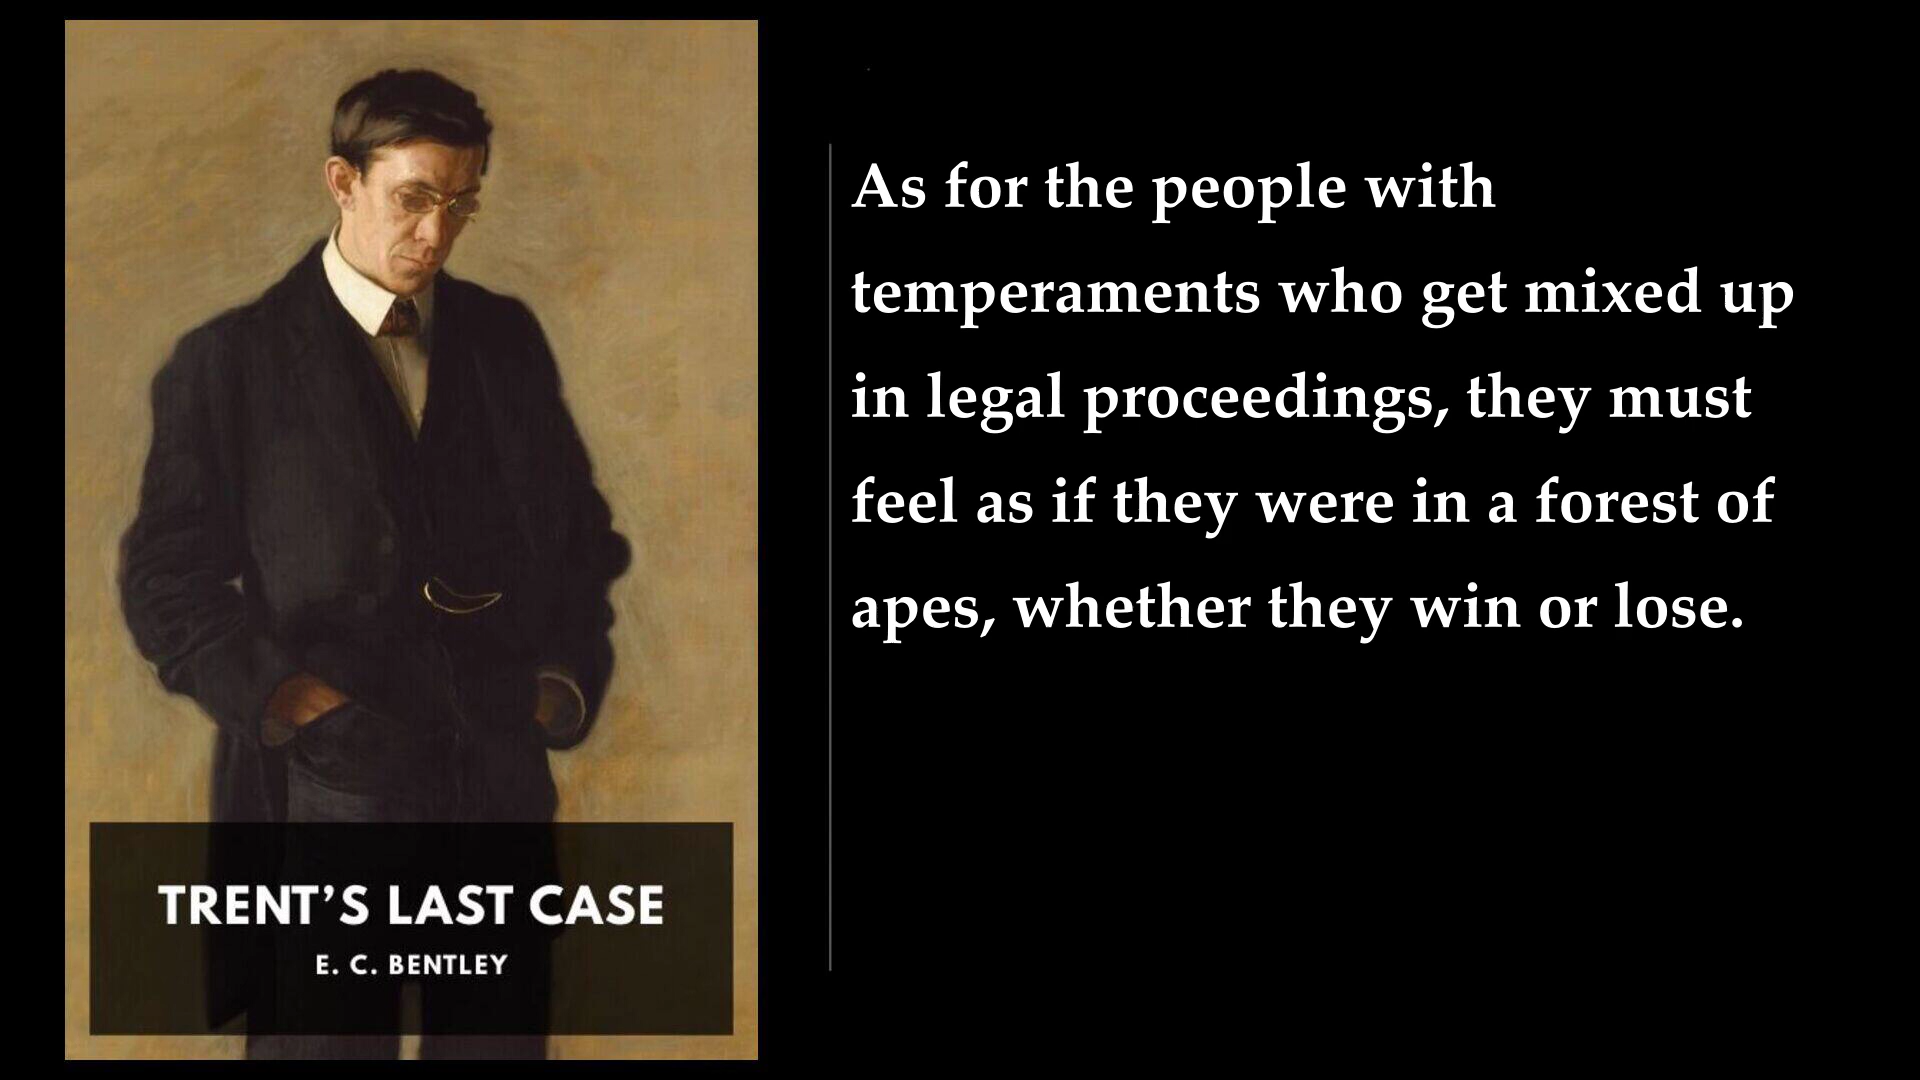 As for the people with
temperaments who get mixed up
in legal proceedings, they must
feel as if they were in a forest of
apes, whether they win or lose.
TRENT’S LAST CASE
E. C. BENTLEY